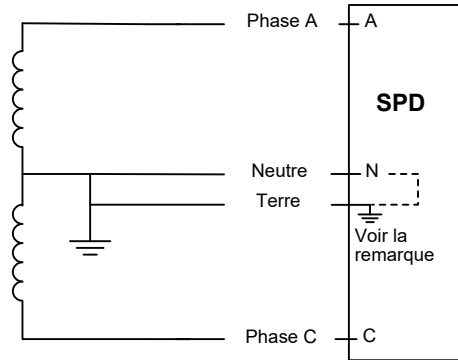 Phase A
A
SPD
Neutre
N
Terre
Voir la
remarque
Phase C
C